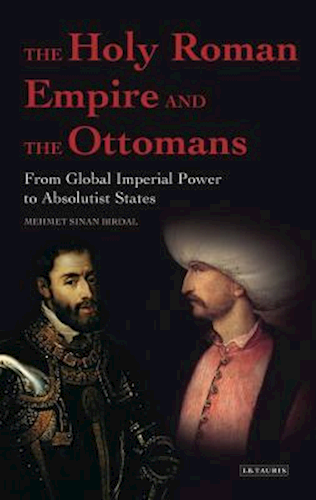 THE HOLY ROMAN
EMPIRE AND
THE OTTOMANS
From Global Imperial Power
to Absolutist States
MEHMET SINAN BIRDAL
I.B.TAURIS